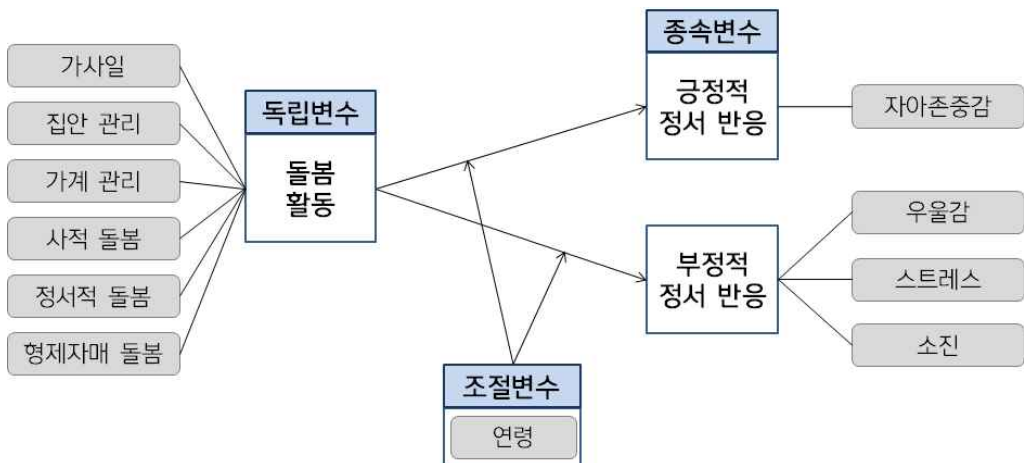 가사일
집안 관리
가계 관리
사적 돌봄
정서적 돌봄
형제자매 돌봄
독립변수
돌봄
활동
종속변수
긍정적
정서 반응
부정적
정서 반응
자아존중감
우울감
스트레스
소진
조절변수
연령